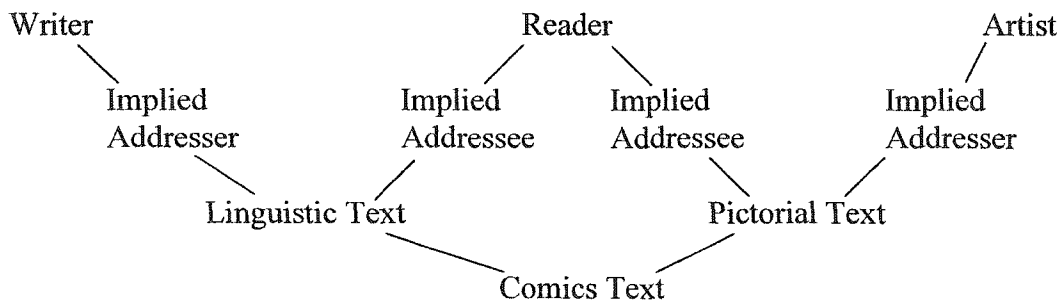 Writer Reader Artist
Implied Implied Implied Implied
Addresser Addressee Addressee Addresser
Linguistic Text Pictorial Text
Comics Text